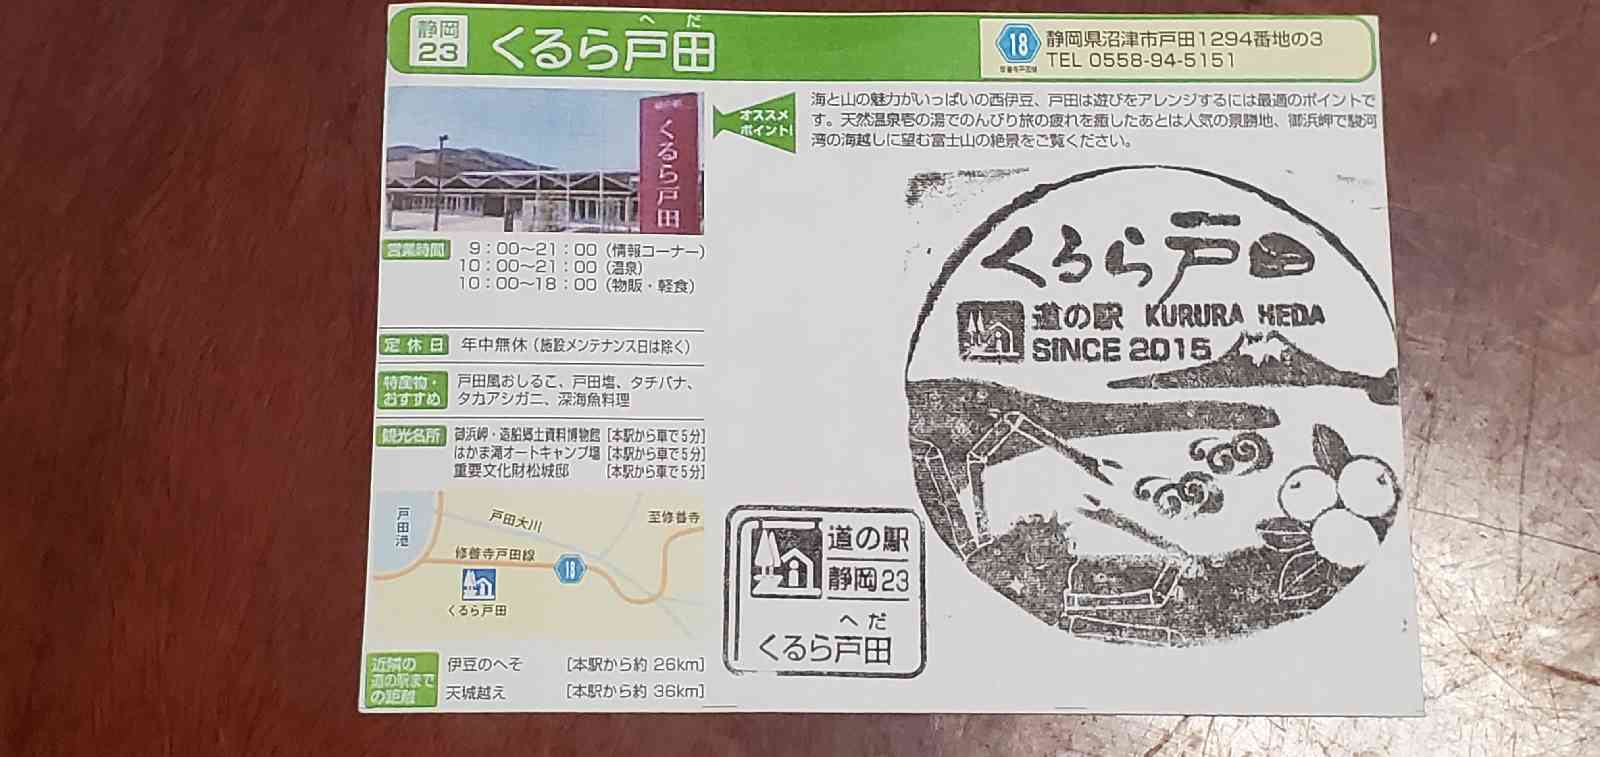 静岡
23
へだ
くるら戸田
18
修善寺戸田線
静岡県沼津市戸田1294番地の3
TEL 0558-94-5151
道の駅
くるら戸田
オススメ
ポイント!
海と山の魅力がいっぱいの西伊豆、戸田は遊びをアレンジするには最適のポイントで
す。天然温泉壱の湯でのんびり旅の疲れを癒したあとは人気の景勝地、御浜岬で駿河
湾の海越しに望む富士山の絶景をご覧ください。
営業時間
9:00〜21:00(情報コーナー)
10:00〜21:00(温泉)
10:00〜18:00(物販・軽食)
定休日
年中無休(施設メンテナンス日は除く)
特産物・
おすすめ
戸田風おしるこ、戸田塩、タチバナ、
タカアシガニ、深海魚料理
観光名所
御浜岬・造船郷土資料博物館 [本駅から車で5分]
はかま滝オートキャンプ場 [本駅から車で5分]
重要文化財松城邸 [本駅から車で5分]
戸田港
戸田大川
至修善寺
修善寺戸田線
18
くるら戸田
近隣の
道の駅まで
の距離
伊豆のへそ [本駅から約 26km]
天城越え [本駅から約 36km]
道の駅
静岡23
へだ
くるら戸田
くるら戸田
道の駅 KURURA HEDA
SINCE 2015